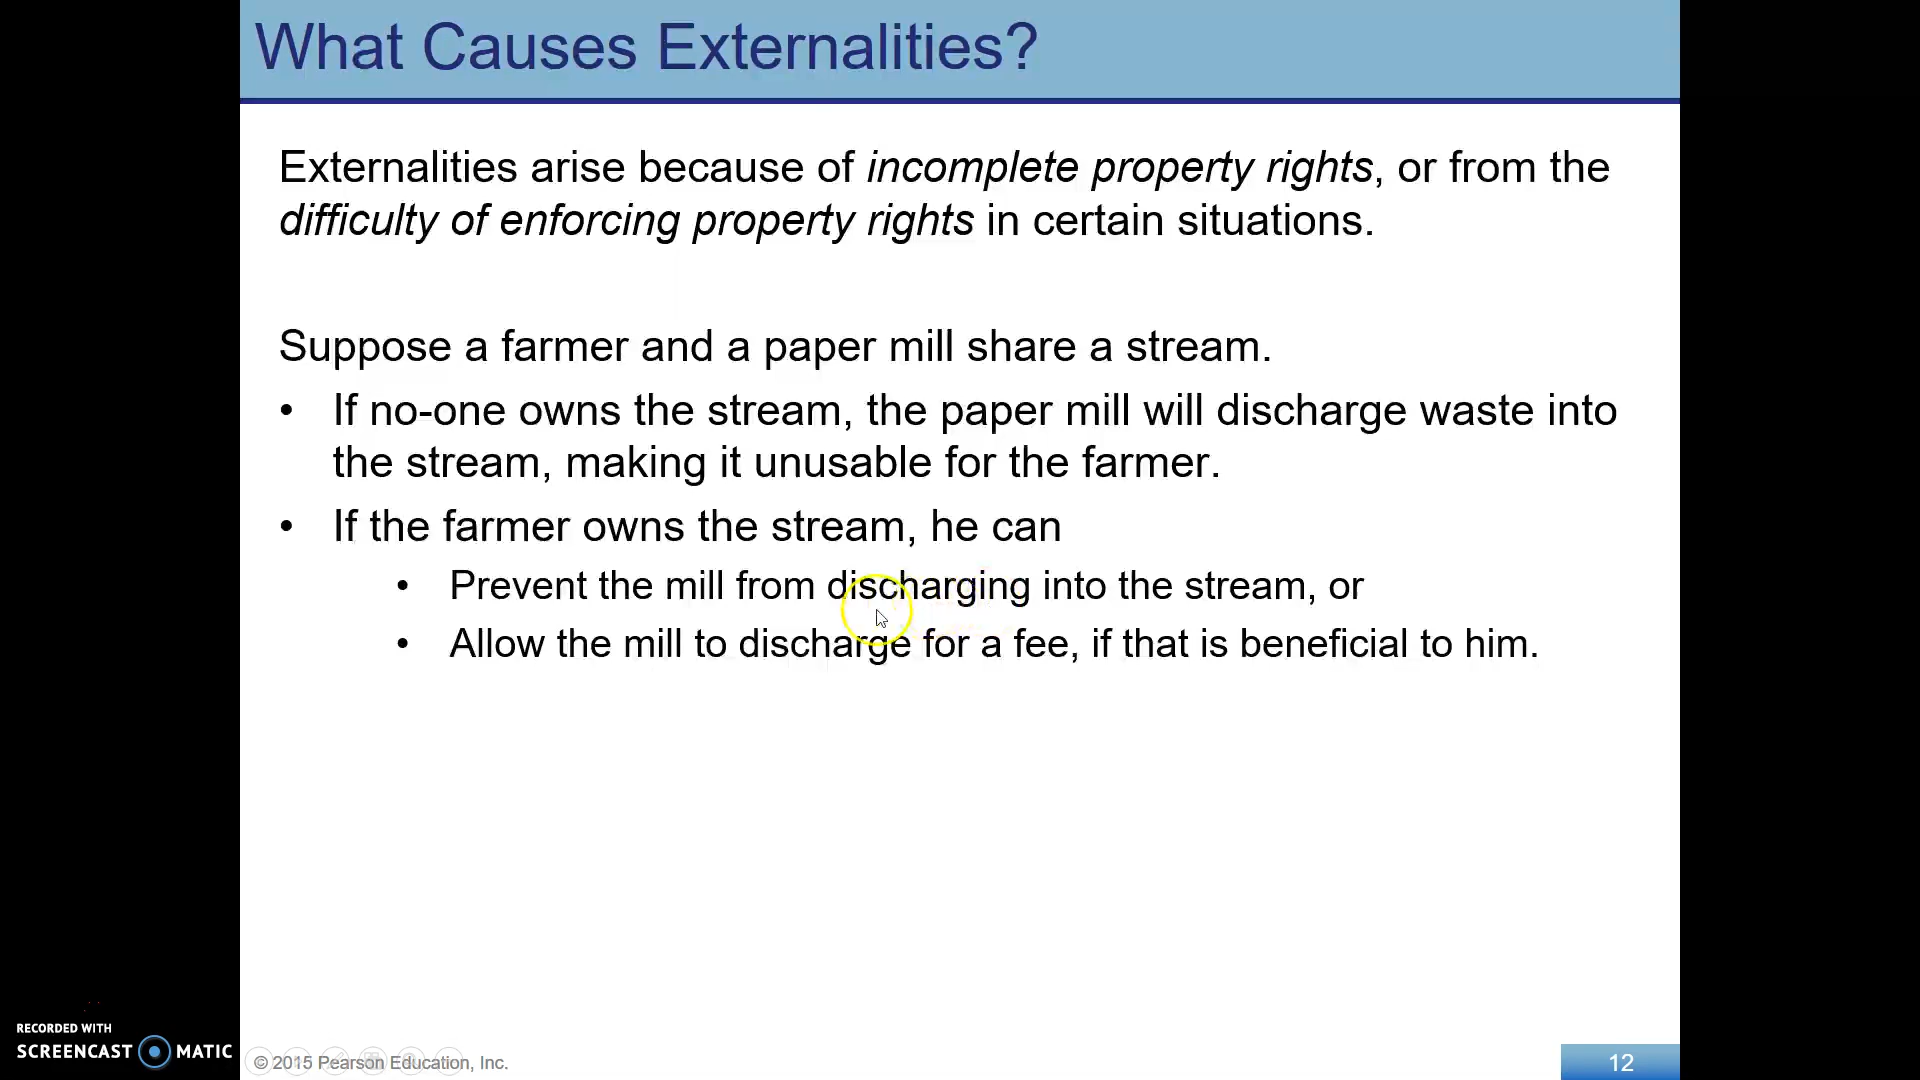 What Causes Externalities?
Externalities arise because of incomplete property rights, or from the
difficulty of enforcing property rights in certain situations.
Suppose a farmer and a paper mill share a stream.
• If no-one owns the stream, the paper mill will discharge waste into
the stream, making it unusable for the farmer.
• If the farmer owns the stream, he can
• Prevent the mill from discharging into the stream, or
• Allow the mill to discharge for a fee, if that is beneficial to him.
RECORDED WITH
SCREENCAST MATIC
© 2015 Pearson Education, Inc.
12